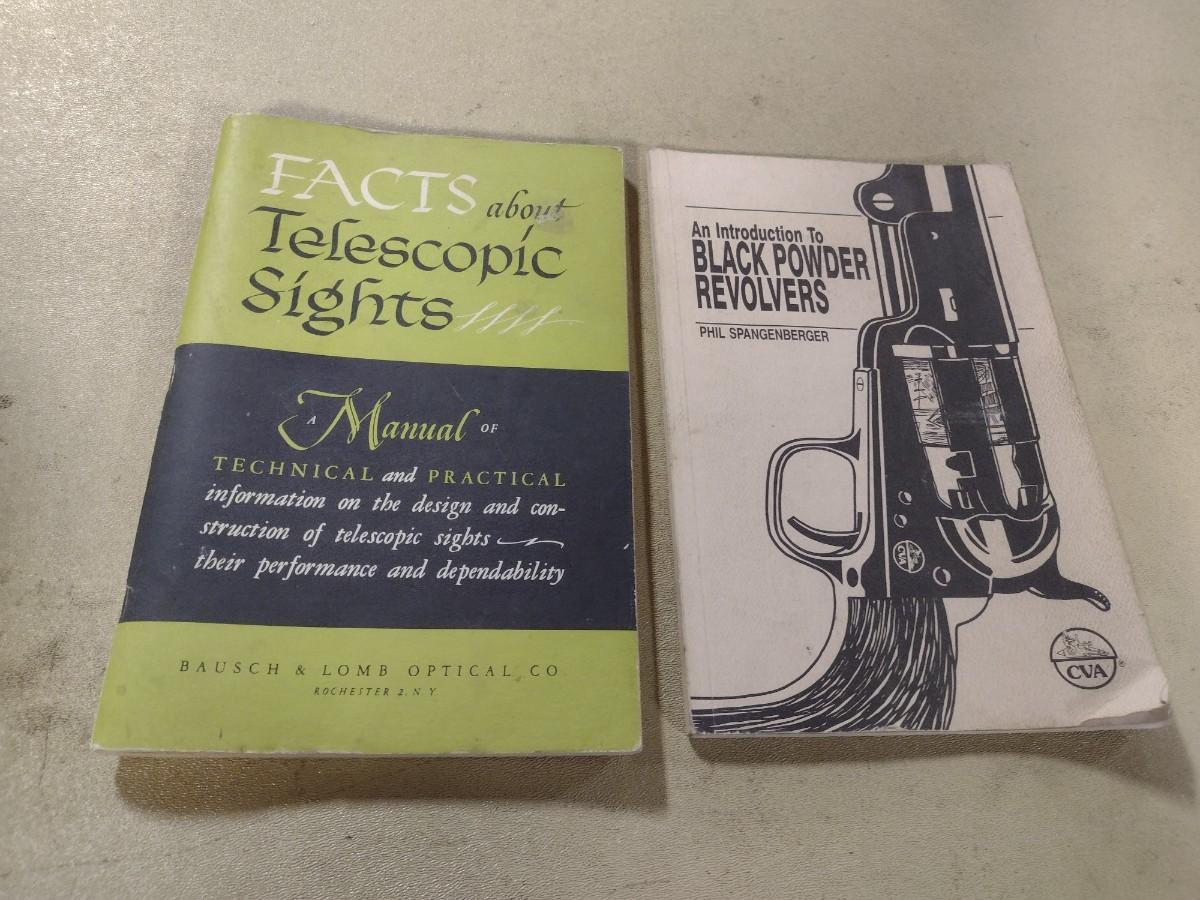 FACTS about
Telescopic
Sights
A Manual OF
TECHNICAL and PRACTICAL
information on the design and con-
struction of telescopic sights
their performance and dependability
BAUSCH & LOMB OPTICAL CO
ROCHESTER 2, N.Y.
An Introduction To
BLACK POWDER
REVOLVERS
PHIL SPANGENBERGER
CVA
CVA®